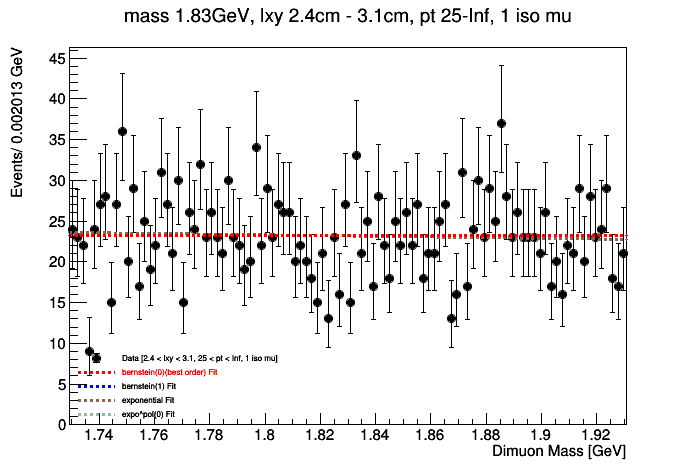 mass 1.83GeV, lxy 2.4cm - 3.1cm, pt 25-Inf, 1 iso mu
Events/ 0.002013 GeV
45
40
35
30
25
20
15
10
5
0
Data [2.4 < lxy < 3.1, 25 < pt < Inf, 1 iso mu]
bernstein(0)(best order) Fit
bernstein(1) Fit
exponential Fit
expo*pol(0) Fit
1.74 1.76 1.78 1.8 1.82 1.84 1.86 1.88 1.9 1.92
Dimuon Mass [GeV]